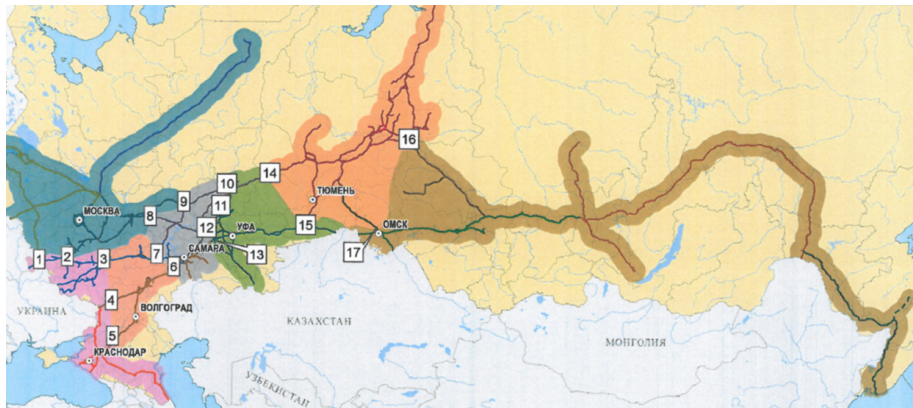 16
10
14
9
11
8
ТЮМЕНЬ
МОСКВА
12
УФА
15
ОМСК
1
2
3
7
САМАРА
6
13
17
4
УКРАИНА
ВОЛГОГРАД
КАЗАХСТАН
5
МОНГОЛИЯ
КРАСНОДАР
УЗБЕКИСТАН